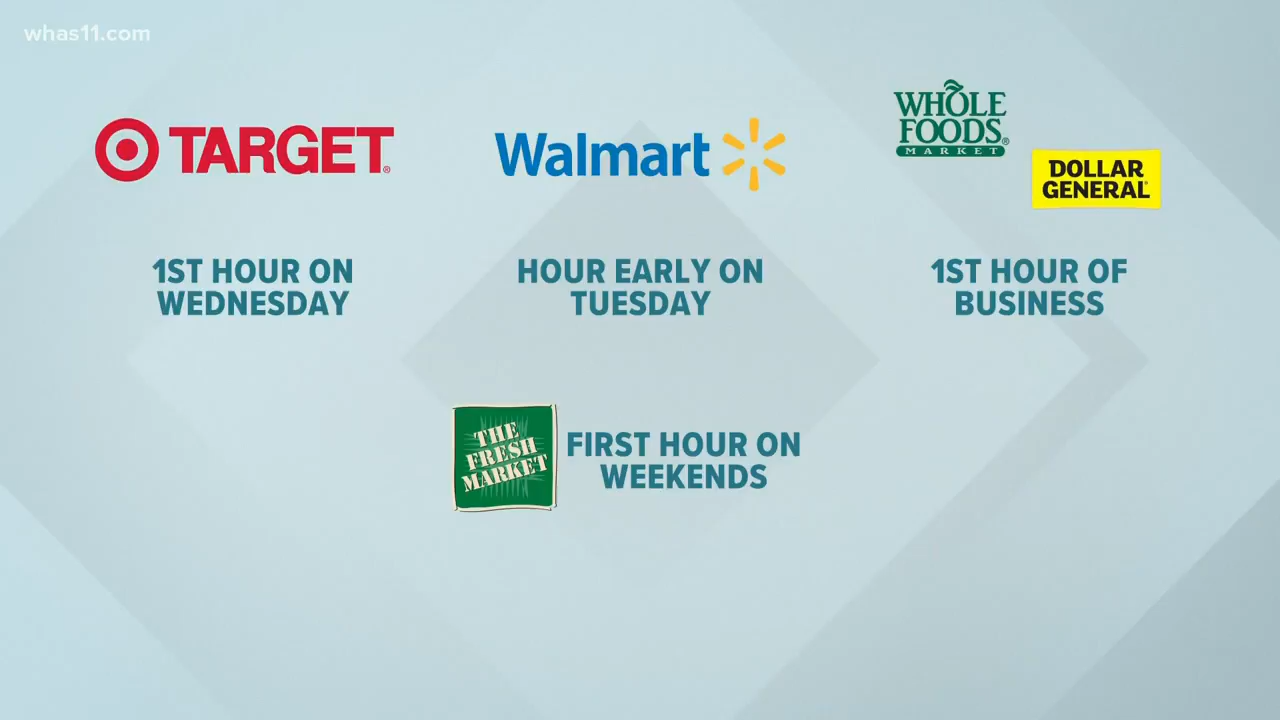 whas11.com
TARGET®
Walmart
WHOLE
FOODS®
MARKET
DOLLAR
GENERAL®
1ST HOUR ON
WEDNESDAY
HOUR EARLY ON
TUESDAY
1ST HOUR OF
BUSINESS
THE
FRESH
MARKET
FIRST HOUR ON
WEEKENDS